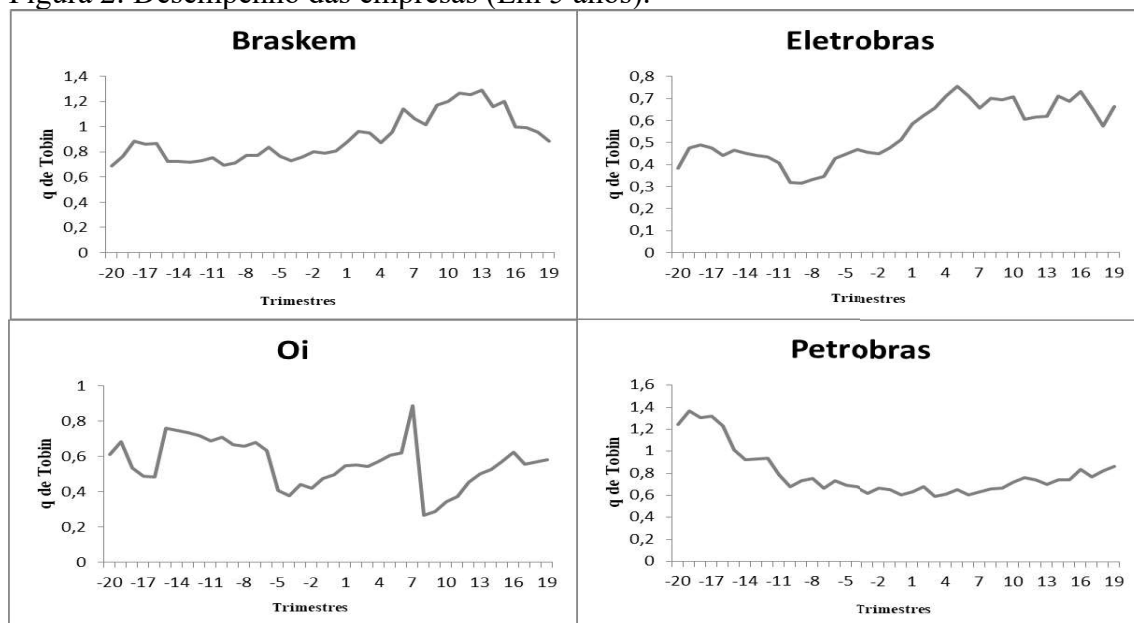 Figura 2: Desempenho das empresas (Em 5 anos).
Braskem
q de Tobin
1,4
1,2
1
0,8
0,6
0,4
0,2
0
-20 -17 -14 -11 -8 -5 -2 1 4 7 10 13 16 19
Trimestres
Eletrobras
q de Tobin
0,8
0,7
0,6
0,5
0,4
0,3
0,2
0,1
0
-20 -17 -14 -11 -8 -5 -2 1 4 7 10 13 16 19
Trimestres
Oi
q de Tobin
1
0,8
0,6
0,4
0,2
0
-20 -17 -14 -11 -8 -5 -2 1 4 7 10 13 16 19
Trimestres
Petrobras
q de Tobin
1,6
1,4
1,2
1
0,8
0,6
0,4
0,2
0
-20 -17 -14 -11 -8 -5 -2 1 4 7 10 13 16 19
Trimestres